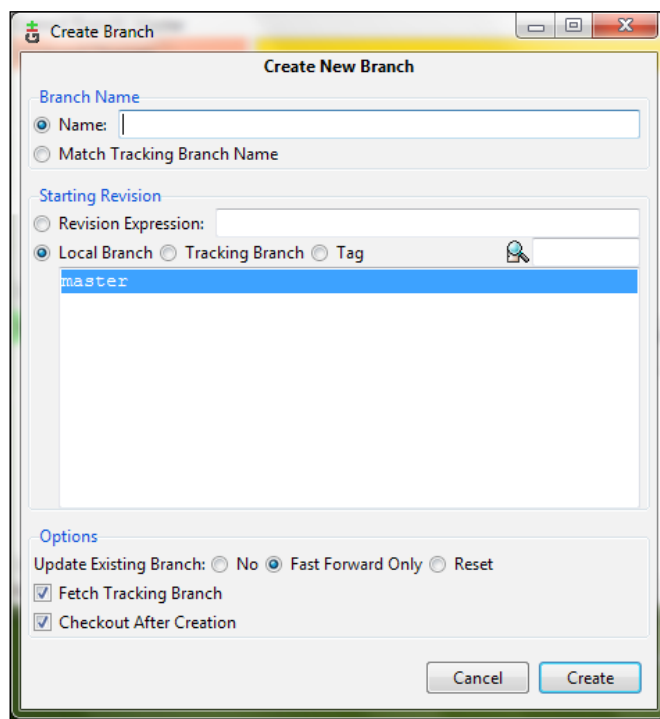 Create Branch
Create New Branch
Branch Name
Name:
Match Tracking Branch Name
Starting Revision
Revision Expression:
Local Branch Tracking Branch Tag
master
Options
Update Existing Branch: No Fast Forward Only Reset
Fetch Tracking Branch
Checkout After Creation
Cancel Create